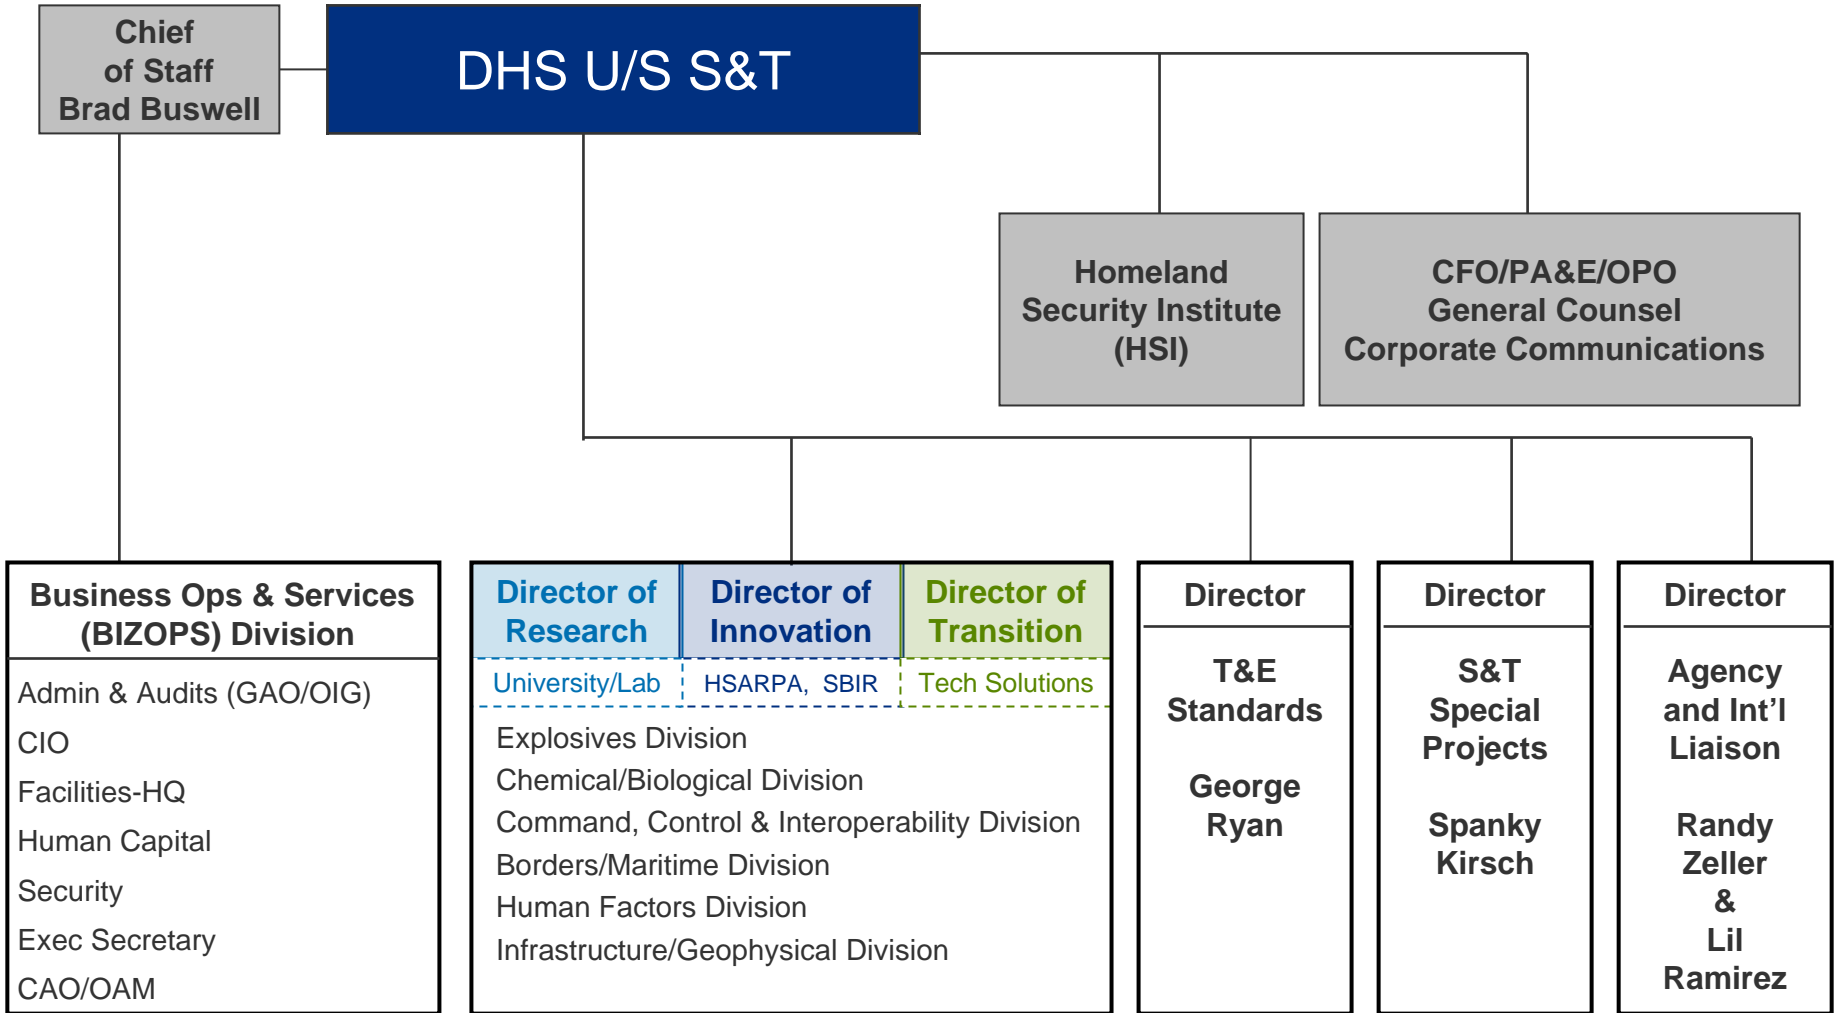 Chief
of Staff
Brad Buswell
DHS U/S S&T
Homeland
Security Institute
(HSI)
CFO/PA&E/OPO
General Counsel
Corporate Communications
Business Ops & Services
(BIZOPS) Division
Admin & Audits (GAO/OIG)
CIO
Facilities-HQ
Human Capital
Security
Exec Secretary
CAO/OAM
Director of
Research
Director of
Innovation
Director of
Transition
University/Lab
HSARPA, SBIR
Tech Solutions
Explosives Division
Chemical/Biological Division
Command, Control & Interoperability Division
Borders/Maritime Division
Human Factors Division
Infrastructure/Geophysical Division
Director
T&E
Standards
George
Ryan
Director
S&T
Special
Projects
Spanky
Kirsch
Director
Agency
and Int’l
Liaison
Randy
Zeller
&
Lil
Ramirez